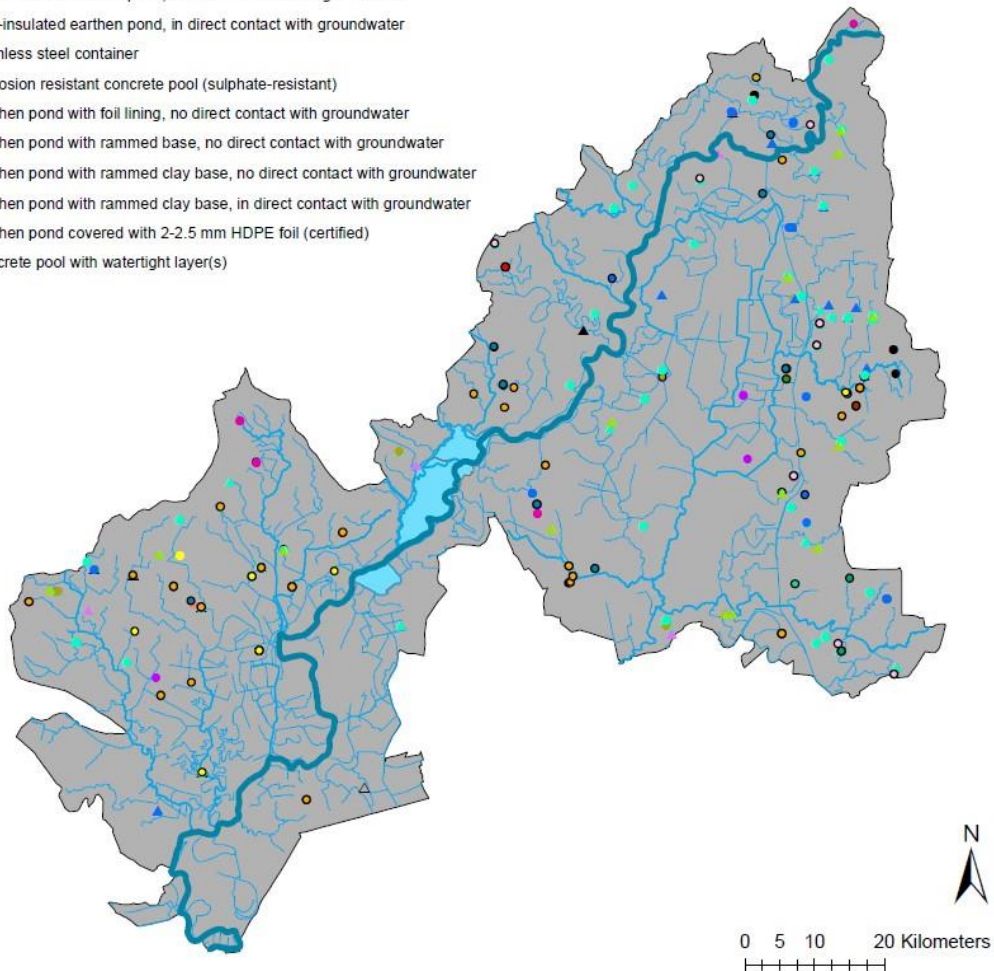 -insulated earthen pond, in direct contact with groundwater
nless steel container
osion resistant concrete pool (sulphate-resistant)
hen pond with foil lining, no direct contact with groundwater
hen pond with rammed base, no direct contact with groundwater
hen pond with rammed clay base, no direct contact with groundwater
hen pond with rammed clay base, in direct contact with groundwater
hen pond covered with 2-2.5 mm HDPE foil (certified)
crete pool with watertight layer(s)
N
0 5 10 20 Kilometers